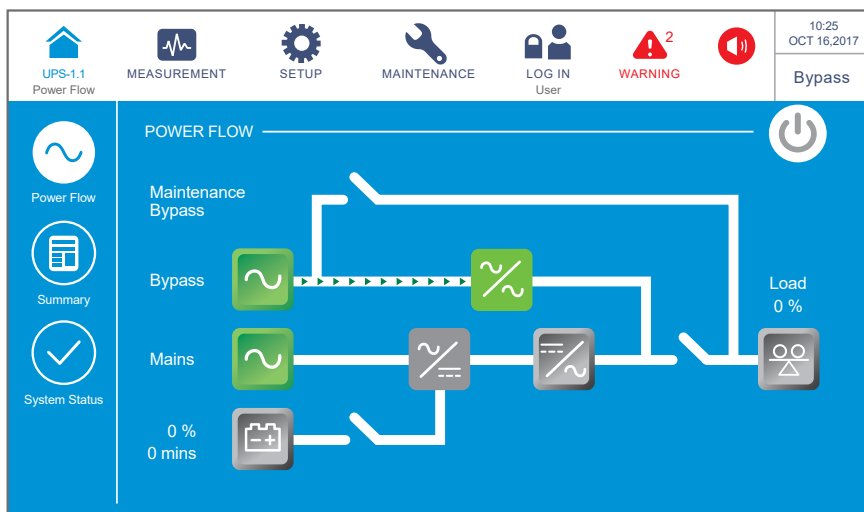 UPS-1.1
Power Flow
MEASUREMENT
SETUP
MAINTENANCE
LOG IN
User
2
WARNING
10:25
OCT 16,2017
Bypass
POWER FLOW
Power Flow
Summary
System Status
Maintenance
Bypass
Bypass
Load
0 %
Mains
0 %
0 mins